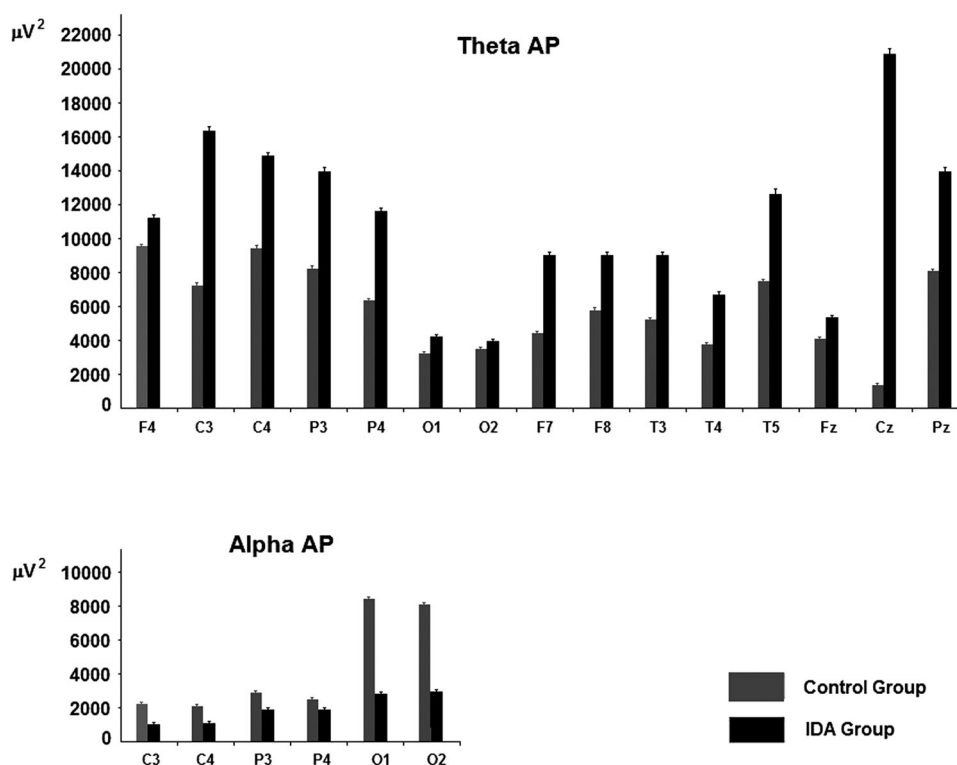 μV²
Theta AP
22000
20000
18000
16000
14000
12000
10000
8000
6000
4000
2000
0
F4 C3 C4 P3 P4 O1 O2 F7 F8 T3 T4 T5 Fz Cz Pz
Alpha AP
μV²
10000
8000
6000
4000
2000
0
C3 C4 P3 P4 O1 O2
Control Group
IDA Group